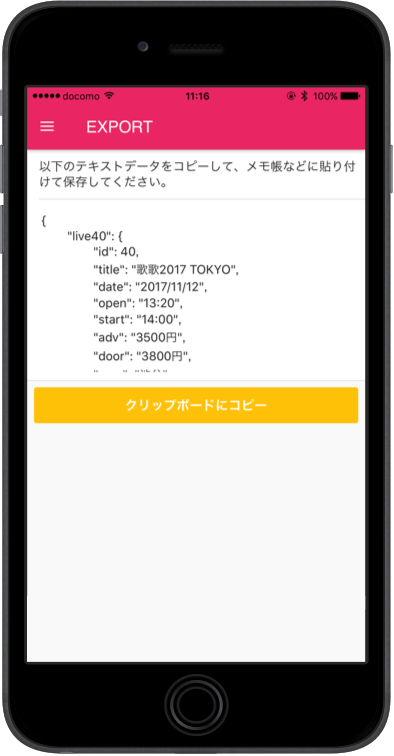 docomo 11:16 100%
EXPORT
以下のテキストデータをコピーして、メモ帳などに貼り付
けて保存してください。
{
"live40": {
"id": 40,
"title": "歌歌2017 TOKYO",
"date": "2017/11/12",
"open": "13:20",
"start": "14:00",
"adv": "3500円",
"door": "3800円",
クリップボードにコピー